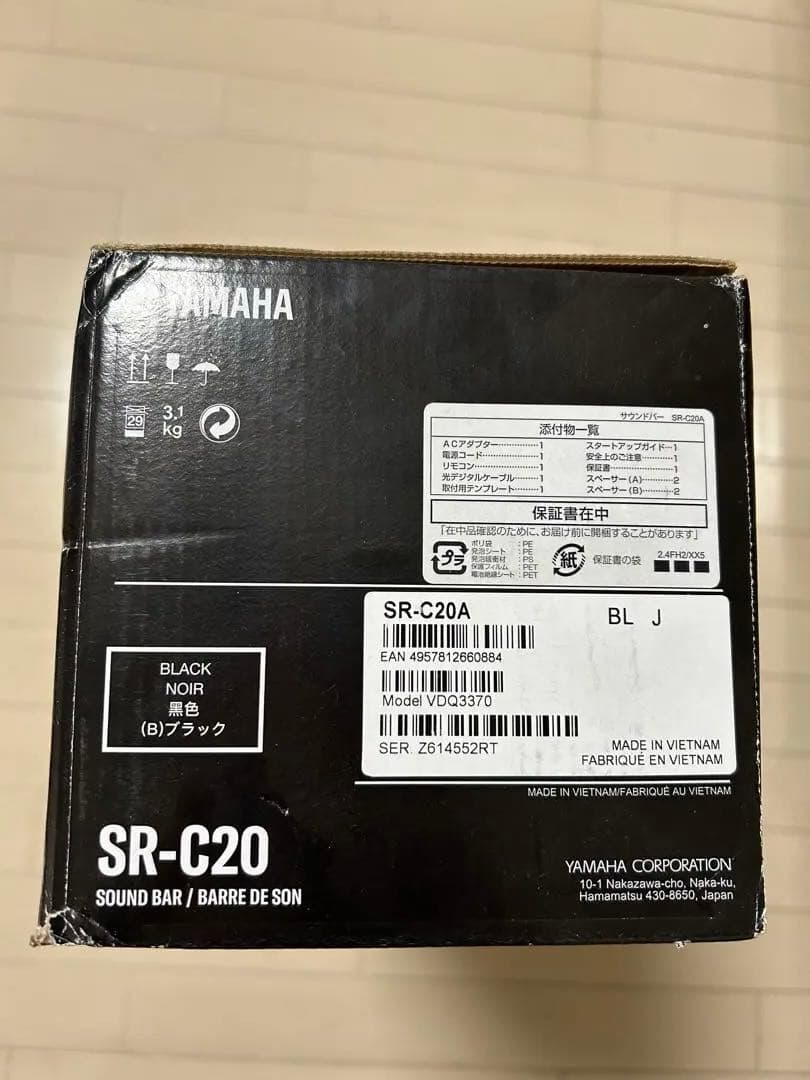 YAMAHA
29
3.1
kg
サウンドバー SR-C20A
添付物一覧
ACアダプター············1
電源コード···············1
リモコン··················1
光デジタルケーブル······1
取付用テンプレート······1
スタートアップガイド···1
安全上のご注意·········1
保証書··················1
スペーサー(A)·········2
スペーサー(B)·········2
保証書在中
「在中品確認のために、お届け前に開梱することがあります」
プラ
ポリ袋 :PE
発泡シート :PE
発泡緩衝材 :PS
保護フィルム :PET
電池絶縁シート :PET
紙
保証書の袋
2.4FH2/XX5
SR-C20A
BL J
EAN 4957812660884
Model VDQ3370
SER. Z614552RT
MADE IN VIETNAM
FABRIQUÉ EN VIETNAM
MADE IN VIETNAM/FABRIQUÉ AU VIETNAM
BLACK
NOIR
黑色
(B)ブラック
SR-C20
SOUND BAR / BARRE DE SON
YAMAHA CORPORATION
10-1 Nakazawa-cho, Naka-ku,
Hamamatsu 430-8650, Japan